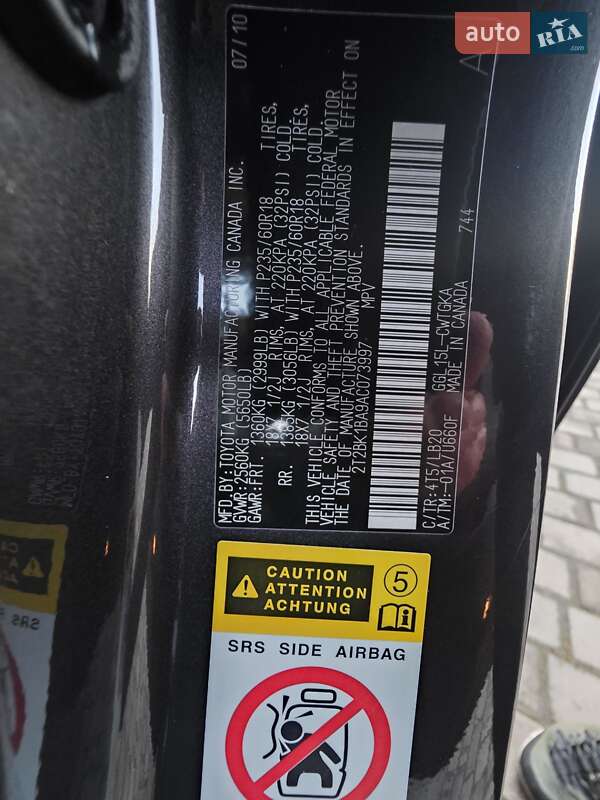 auto RIA.com
MFD.BY:TOYOTA MOTOR MANUFACTURING CANADA INC. 07/10
GVWR:2560KG(5650LB)
GAWR:FRT. 1360KG(2999LB)WITH P235/60R18 TIRES,
18X7 1/2J RIMS, AT 220KPA(32PSI) COLD.
RR. 1385KG(3056LB)WITH P235/60R18 TIRES,
18X7 1/2J RIMS, AT 220KPA(32PSI) COLD.
THIS VEHICLE CONFORMS TO ALL APPLICABLE FEDERAL MOTOR
VEHICLE SAFETY AND THEFT PREVENTION STANDARDS IN EFFECT ON
THE DATE OF MANUFACTURE SHOWN ABOVE.
2T2BK1BA9AC073997 MPV
A
C/TR:4T5/LB20 GGL15L-CWTGKA 744
A/TM:-01A/U660F MADE IN CANADA
CAUTION
ATTENTION
ACHTUNG
5
SRS SIDE AIRBAG